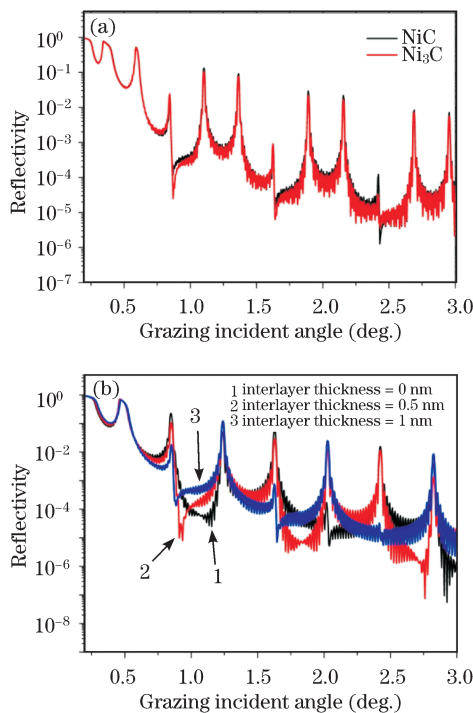 (a)
NiC
Ni₃C
Reflectivity
10⁰
10⁻¹
10⁻²
10⁻³
10⁻⁴
10⁻⁵
10⁻⁶
10⁻⁷
0.5 1.0 1.5 2.0 2.5 3.0
Grazing incident angle (deg.)
(b)
1 interlayer thickness = 0 nm
2 interlayer thickness = 0.5 nm
3 interlayer thickness = 1 nm
3
2
1
Reflectivity
10⁰
10⁻²
10⁻⁴
10⁻⁶
10⁻⁸
0.5 1.0 1.5 2.0 2.5 3.0
Grazing incident angle (deg.)